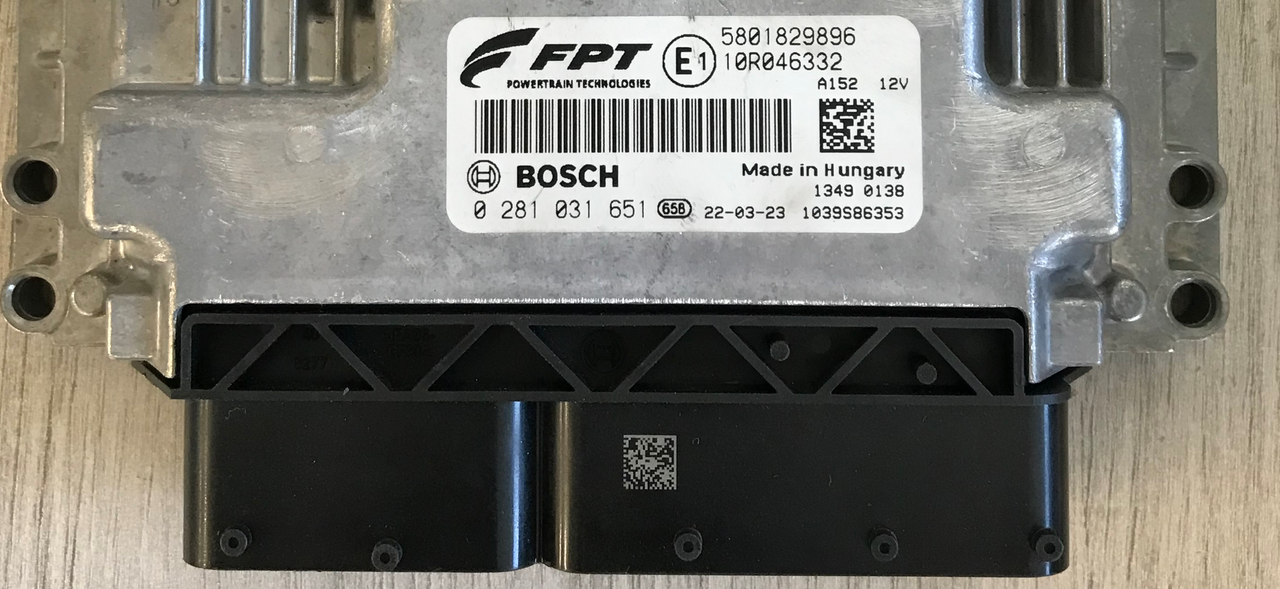 FPT
POWERTRAIN TECHNOLOGIES
E1
5801829896
10R046332
A152 12V
BOSCH
Made in Hungary
1349 0138
0 281 031 651 658 22-03-23 1039S86353